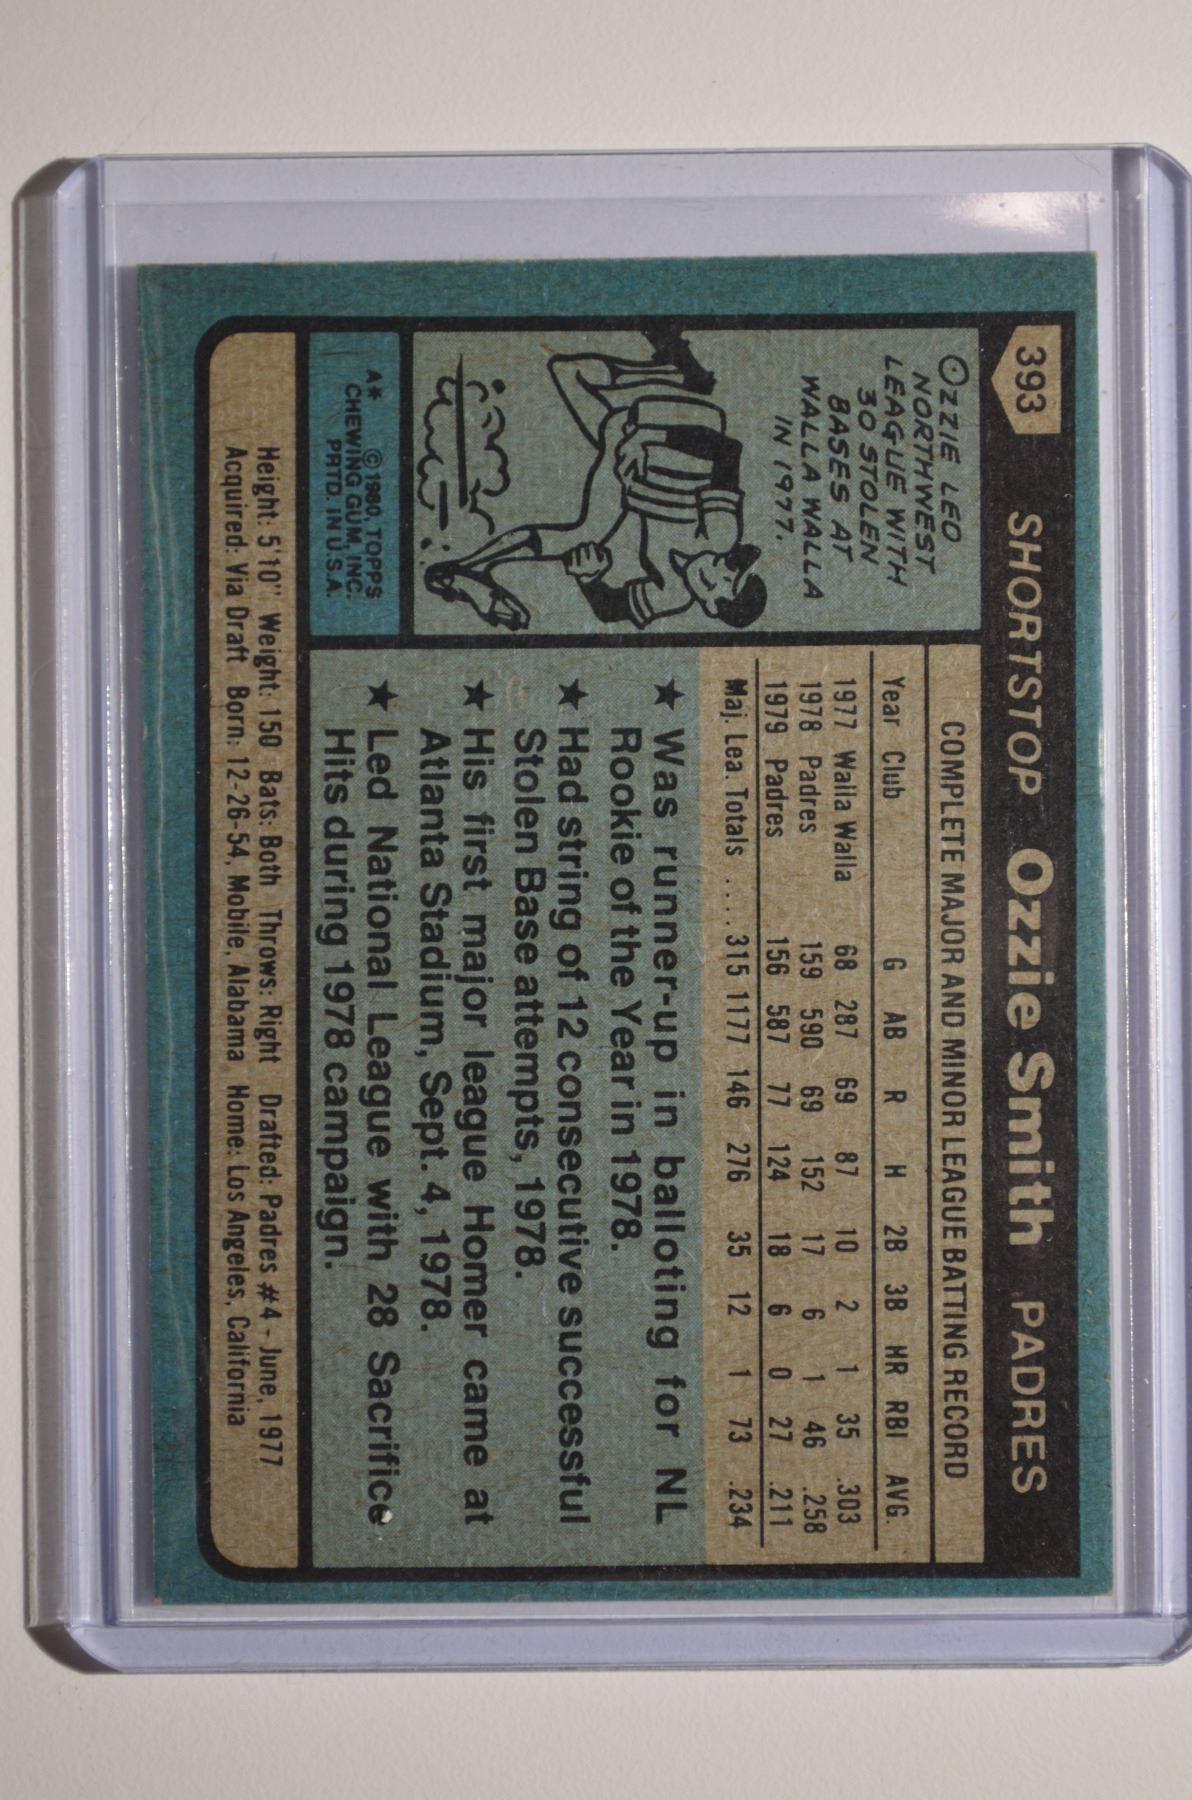 393 SHORTSTOP Ozzie Smith PADRES
OZZIE LEO
NORTHWEST
LEAGUE WITH
30 STOLEN
BASES AT
WALLA WALLA
IN 1977.
A* © 1980, TOPPS
CHEWING GUM, INC.
PRTD. IN U.S.A.
COMPLETE MAJOR AND MINOR LEAGUE BATTING RECORD
Year Club G AB R H 2B 3B HR RBI AVG.
1977 Walla Walla 68 287 69 87 10 2 1 35 .303
1978 Padres 159 590 69 152 17 6 1 46 .258
1979 Padres 156 587 77 124 18 6 0 27 .211
Maj. Lea. Totals .... 315 1177 146 276 35 12 1 73 .234
★ Was runner-up in balloting for NL
Rookie of the Year in 1978.
★ Had string of 12 consecutive successful
Stolen Base attempts, 1978.
★ His first major league Homer came at
Atlanta Stadium, Sept. 4, 1978.
★ Led National League with 28 Sacrifice
Hits during 1978 campaign.
Height: 5'10" Weight: 150 Bats: Both Throws: Right Drafted: Padres #4 - June, 1977
Acquired: Via Draft Born: 12-26-54, Mobile, Alabama Home: Los Angeles, California